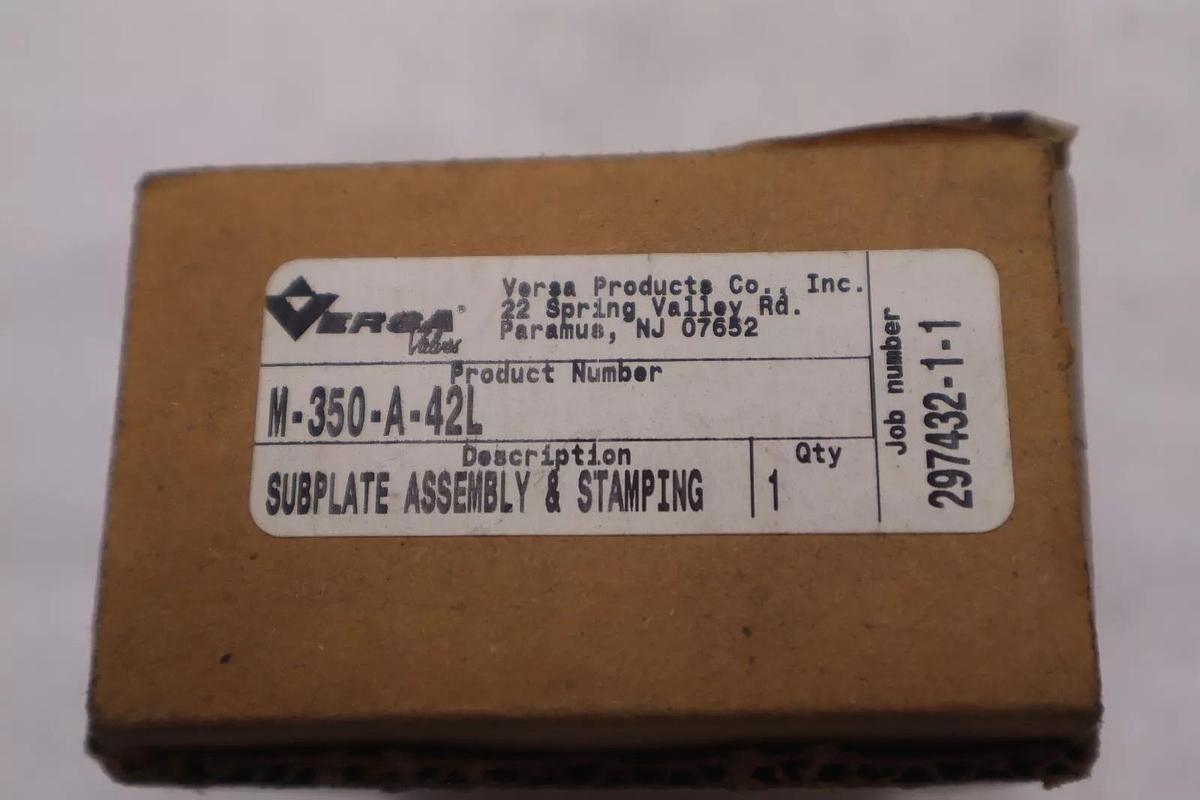 VERSA®
Valves
Versa Products Co., Inc.
22 Spring Valley Rd.
Paramus, NJ 07652
Product Number
M-350-A-42L
Description
SUBPLATE ASSEMBLY & STAMPING
Qty
1
Job number
297432-1-1